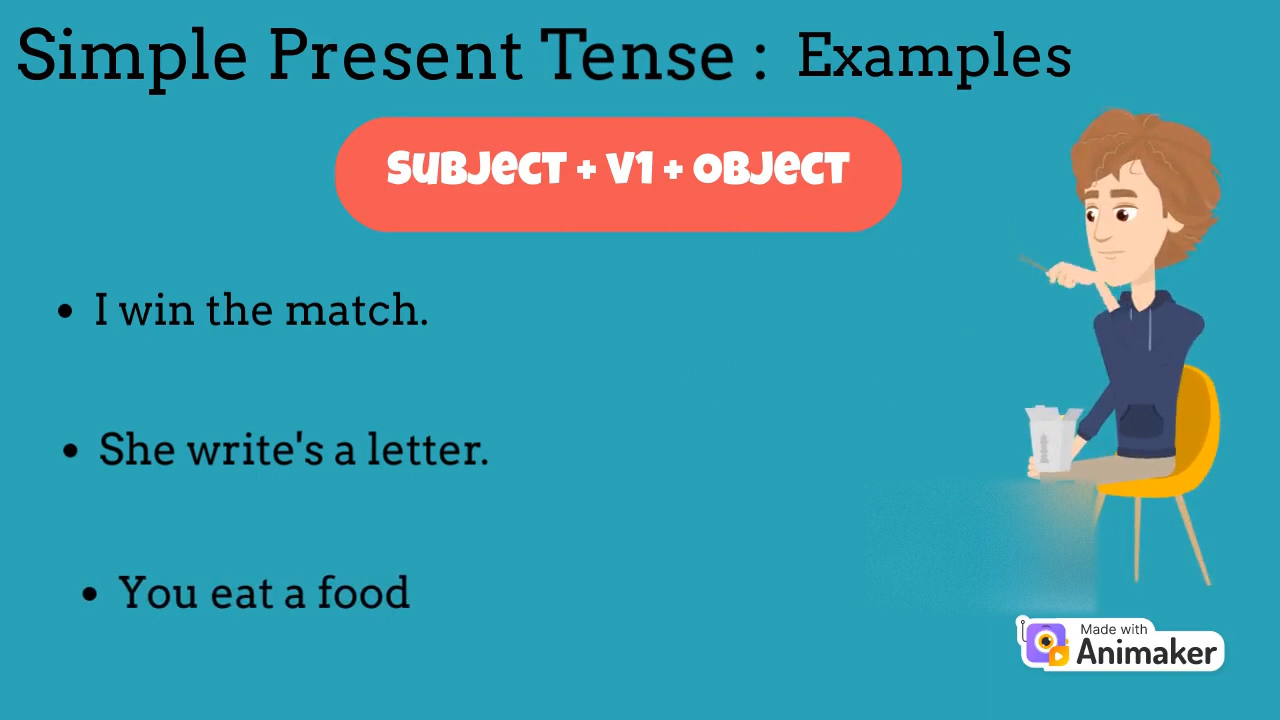 Simple Present Tense : Examples
SUBJECT + V1 + OBJECT
• I win the match.
• She write's a letter.
• You eat a food
Made with
Animaker